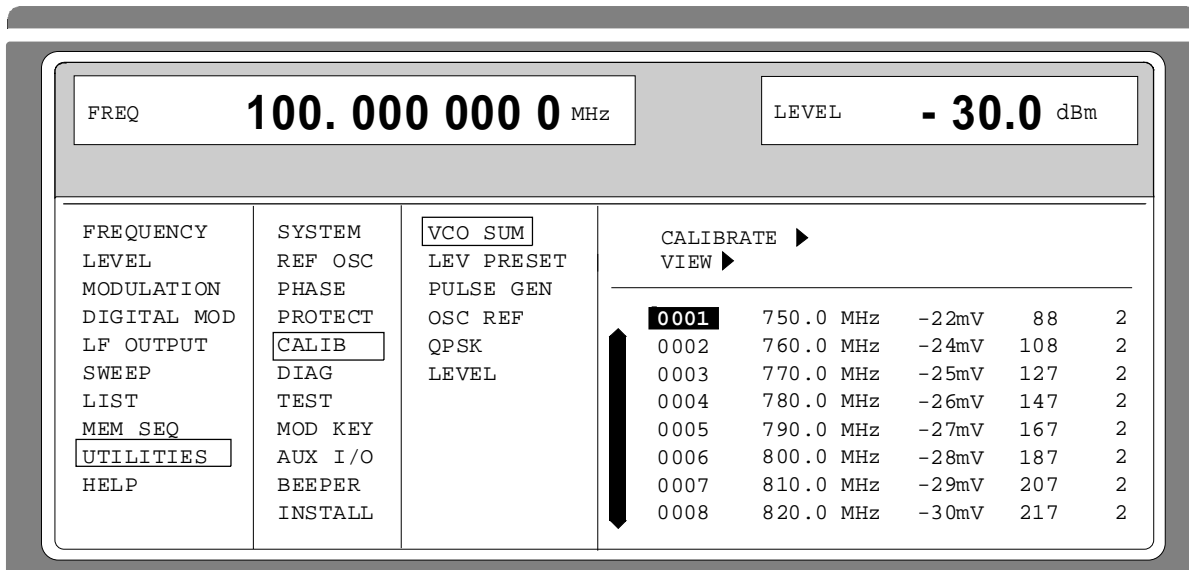 FREQ 100. 000 000 0 MHz LEVEL - 30.0 dBm
FREQUENCY
LEVEL
MODULATION
DIGITAL MOD
LF OUTPUT
SWEEP
LIST
MEM SEQ
UTILITIES
HELP
SYSTEM
REF OSC
PHASE
PROTECT
CALIB
DIAG
TEST
MOD KEY
AUX I/O
BEEPER
INSTALL
VCO SUM
LEV PRESET
PULSE GEN
OSC REF
QPSK
LEVEL
CALIBRATE
VIEW
0001 750.0 MHz -22mV 88 2
0002 760.0 MHz -24mV 108 2
0003 770.0 MHz -25mV 127 2
0004 780.0 MHz -26mV 147 2
0005 790.0 MHz -27mV 167 2
0006 800.0 MHz -28mV 187 2
0007 810.0 MHz -29mV 207 2
0008 820.0 MHz -30mV 217 2